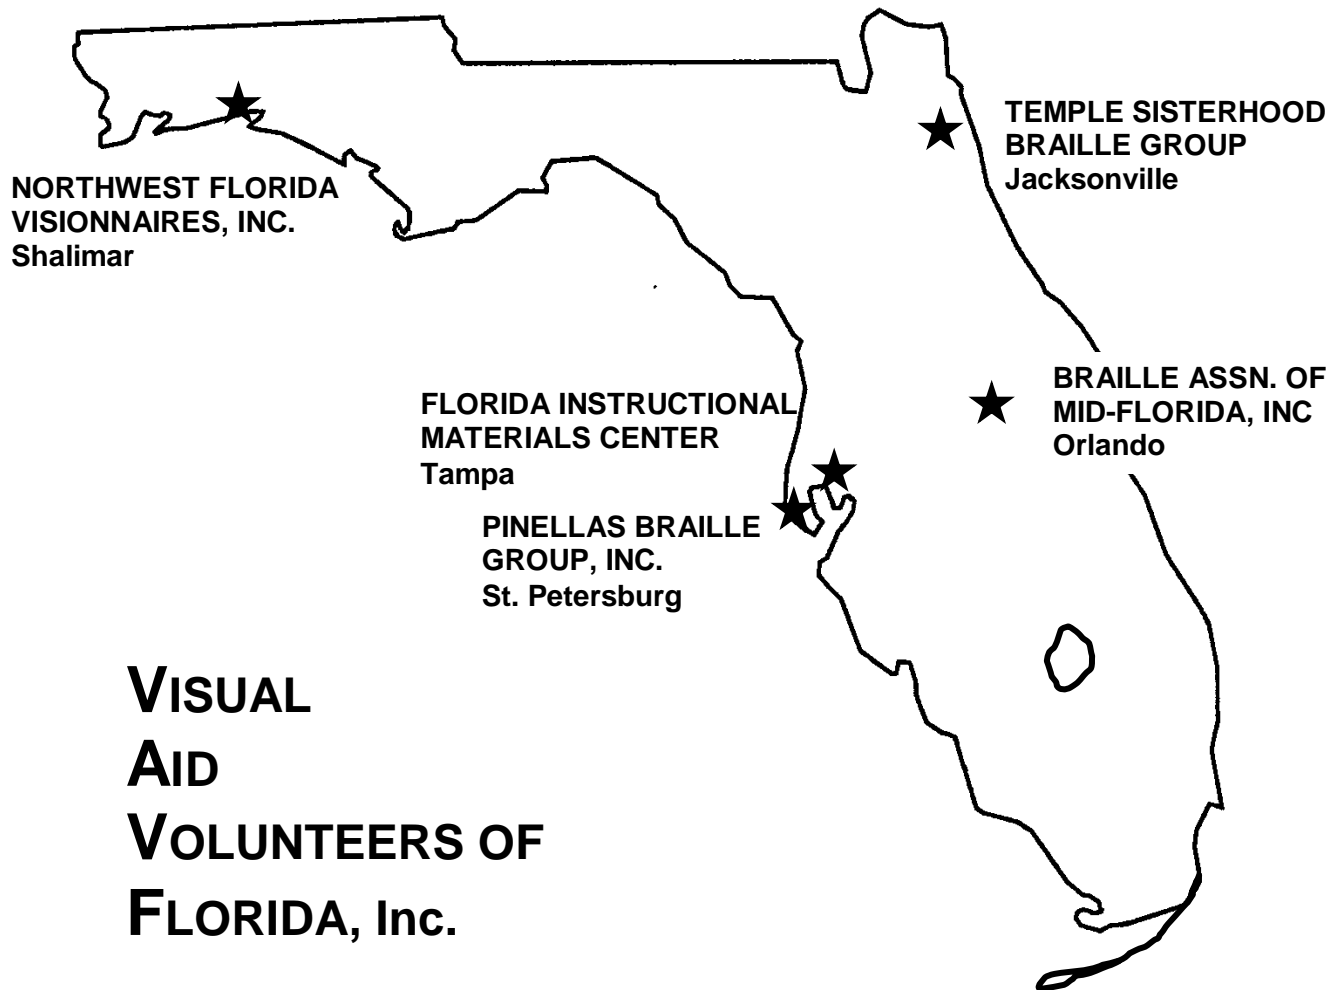 TEMPLE SISTERHOOD
BRAILLE GROUP
Jacksonville
NORTHWEST FLORIDA
VISIONNAIRES, INC.
Shalimar
BRAILLE ASSN. OF
MID-FLORIDA, INC
Orlando
FLORIDA INSTRUCTIONAL
MATERIALS CENTER
Tampa
PINELLAS BRAILLE
GROUP, INC.
St. Petersburg
VISUAL
AID
VOLUNTEERS OF
FLORIDA, Inc.